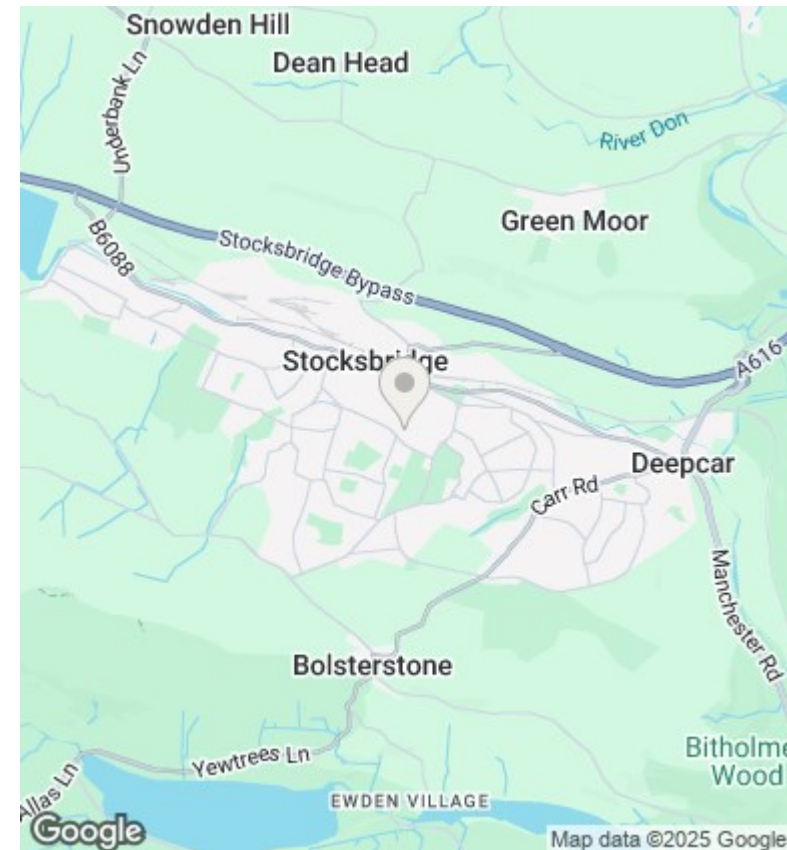 Snowden Hill
Dean Head
Underbank Ln
River Don
Green Moor
B6088
Stocksbridge Bypass
Stocksbridge
A616
Deepcar
Carr Rd
Manchester Rd
Bolsterstone
Bitholme
Wood
Yewtrees Ln
Allas Ln
EWDEN VILLAGE
Google
Map data ©2025 Google